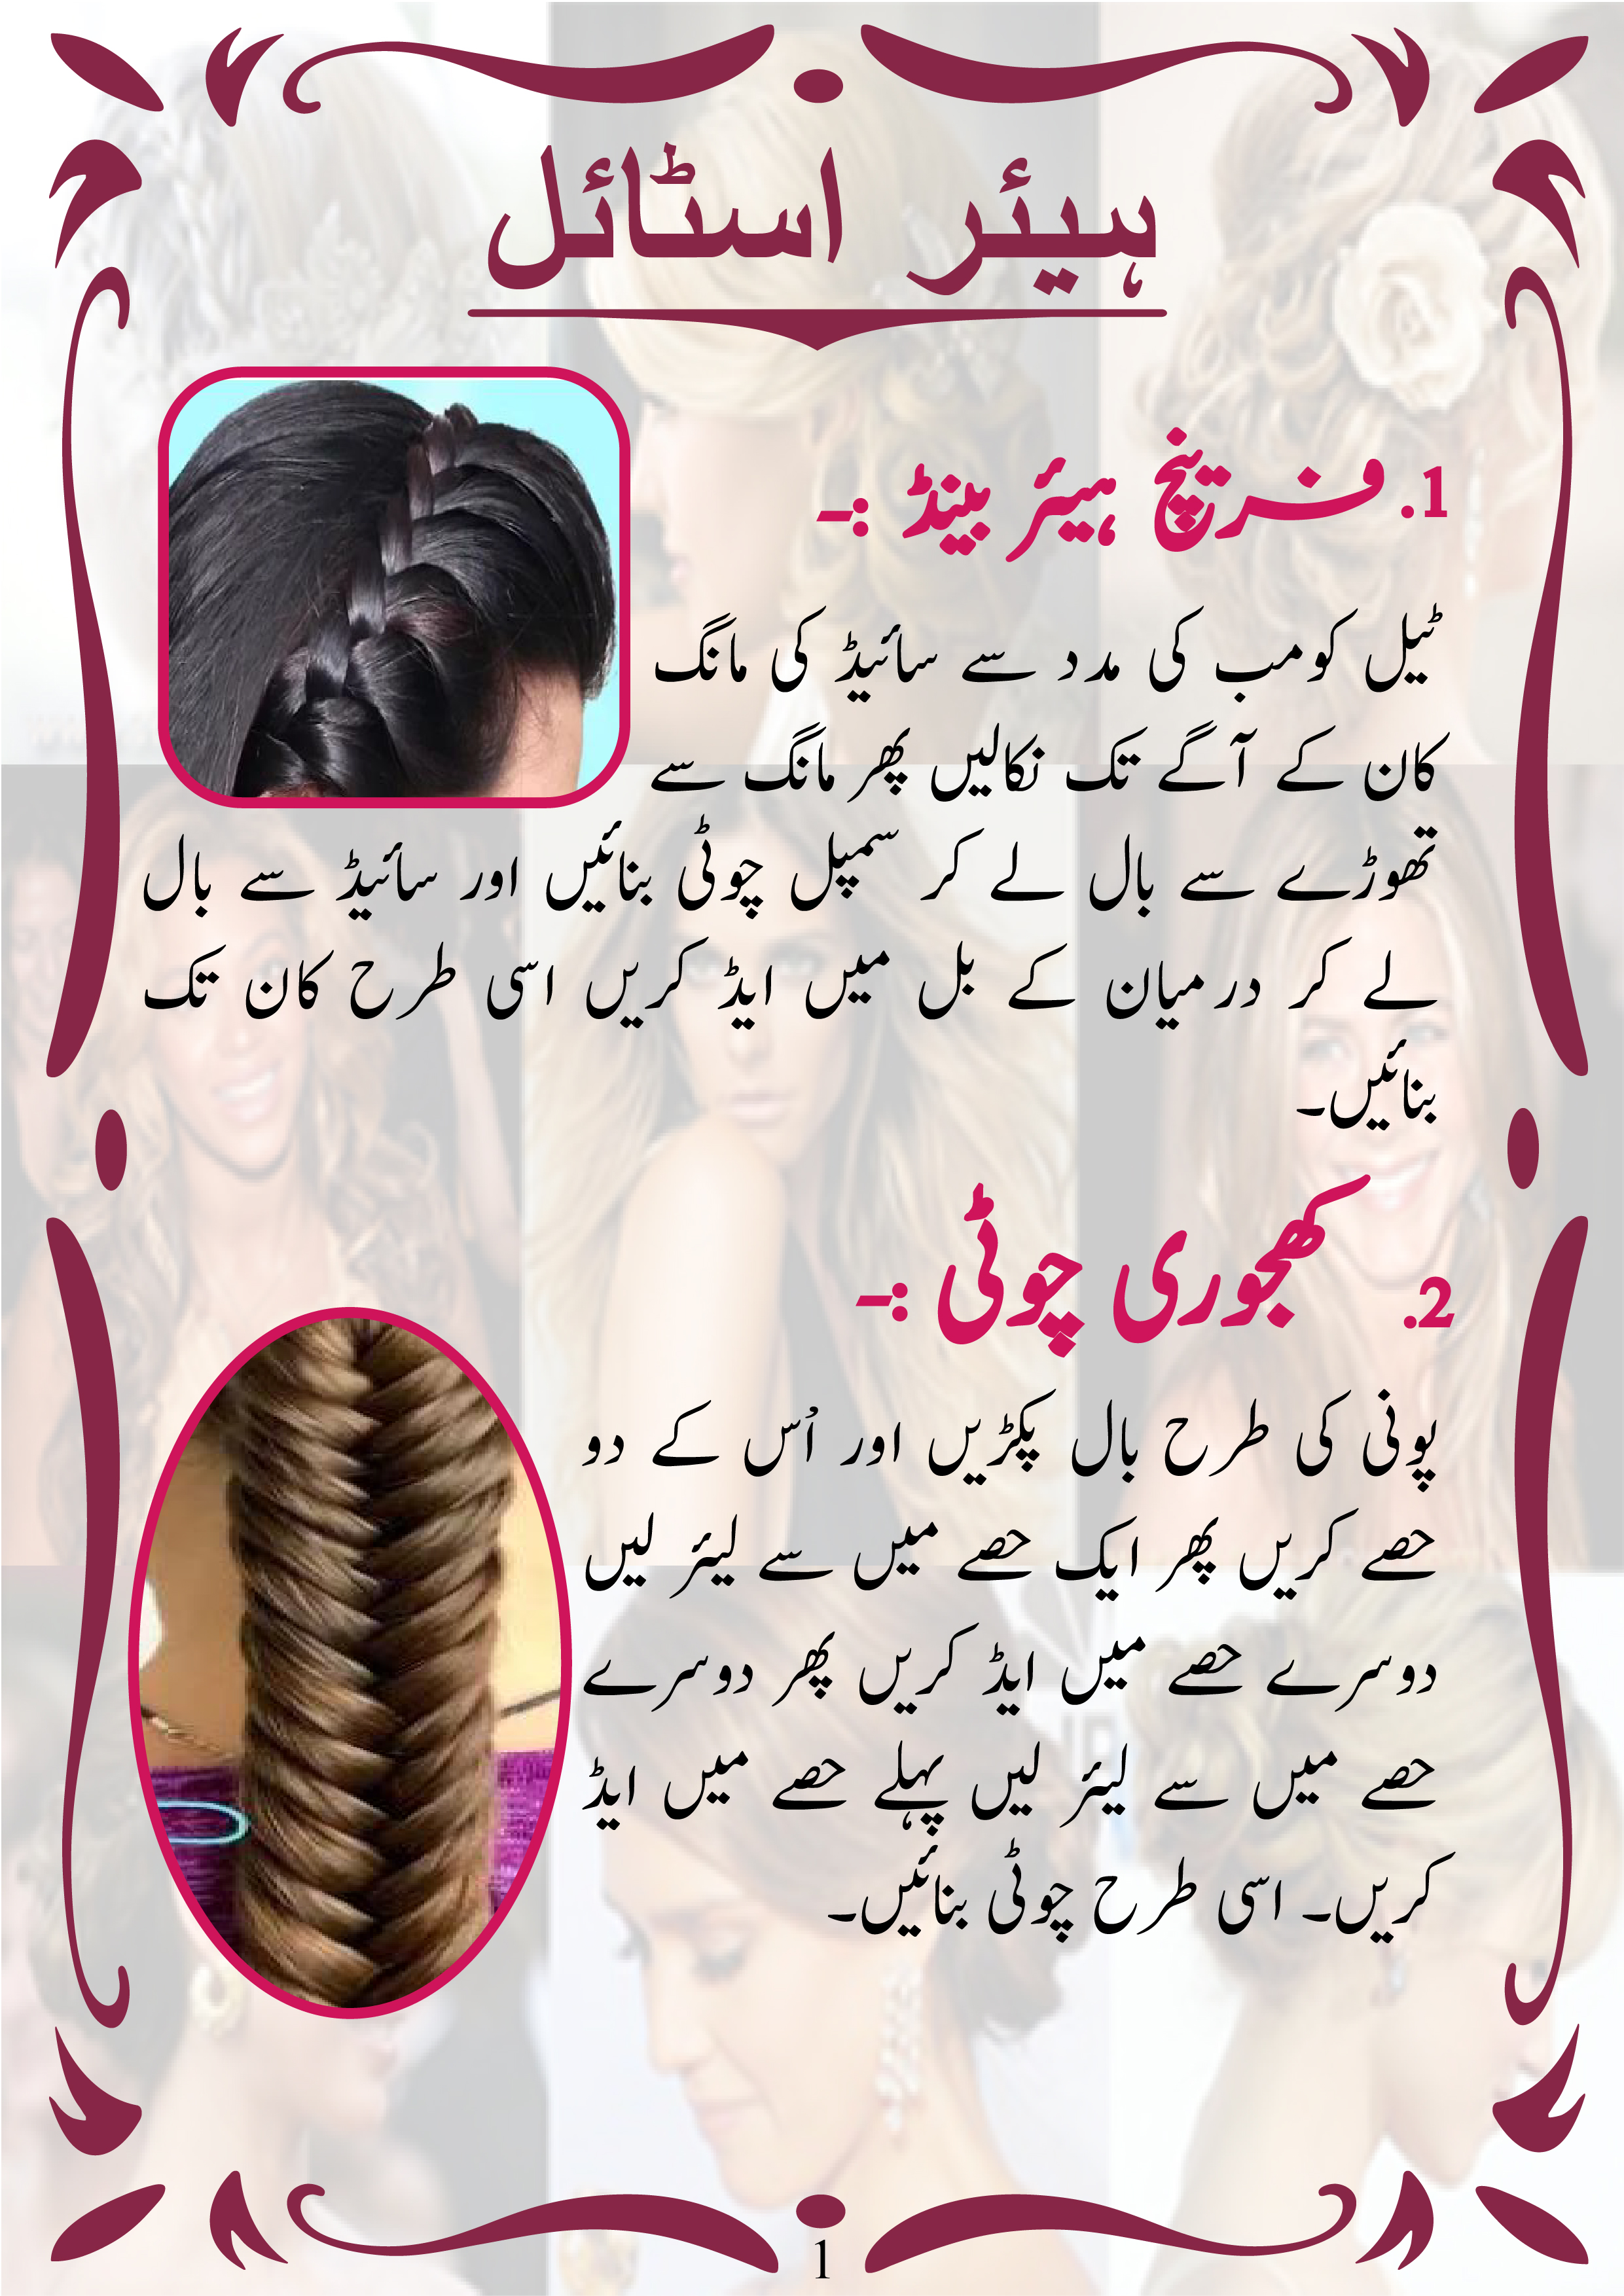 ہیئر اسٹائل
1. فرینچ ہیئر بینڈ :-
ٹیل کومب کی مدد سے سائیڈ کی مانگ
کان کے آگے تک نکالیں پھر مانگ سے
تھوڑے سے بال لے کر سمپل چوٹی بنائیں اور سائیڈ سے بال
لے کر درمیان کے بل میں ایڈ کریں اسی طرح کان تک
بنائیں۔
2. کھجوری چوٹی :-
پونی کی طرح بال پکڑیں اور اُس کے دو
حصے کریں پھر ایک حصے میں سے لیئر لیں
دوسرے حصے میں ایڈ کریں پھر دوسرے
حصے میں سے لیئر لیں پہلے حصے میں ایڈ
کریں۔ اسی طرح چوٹی بنائیں۔
1